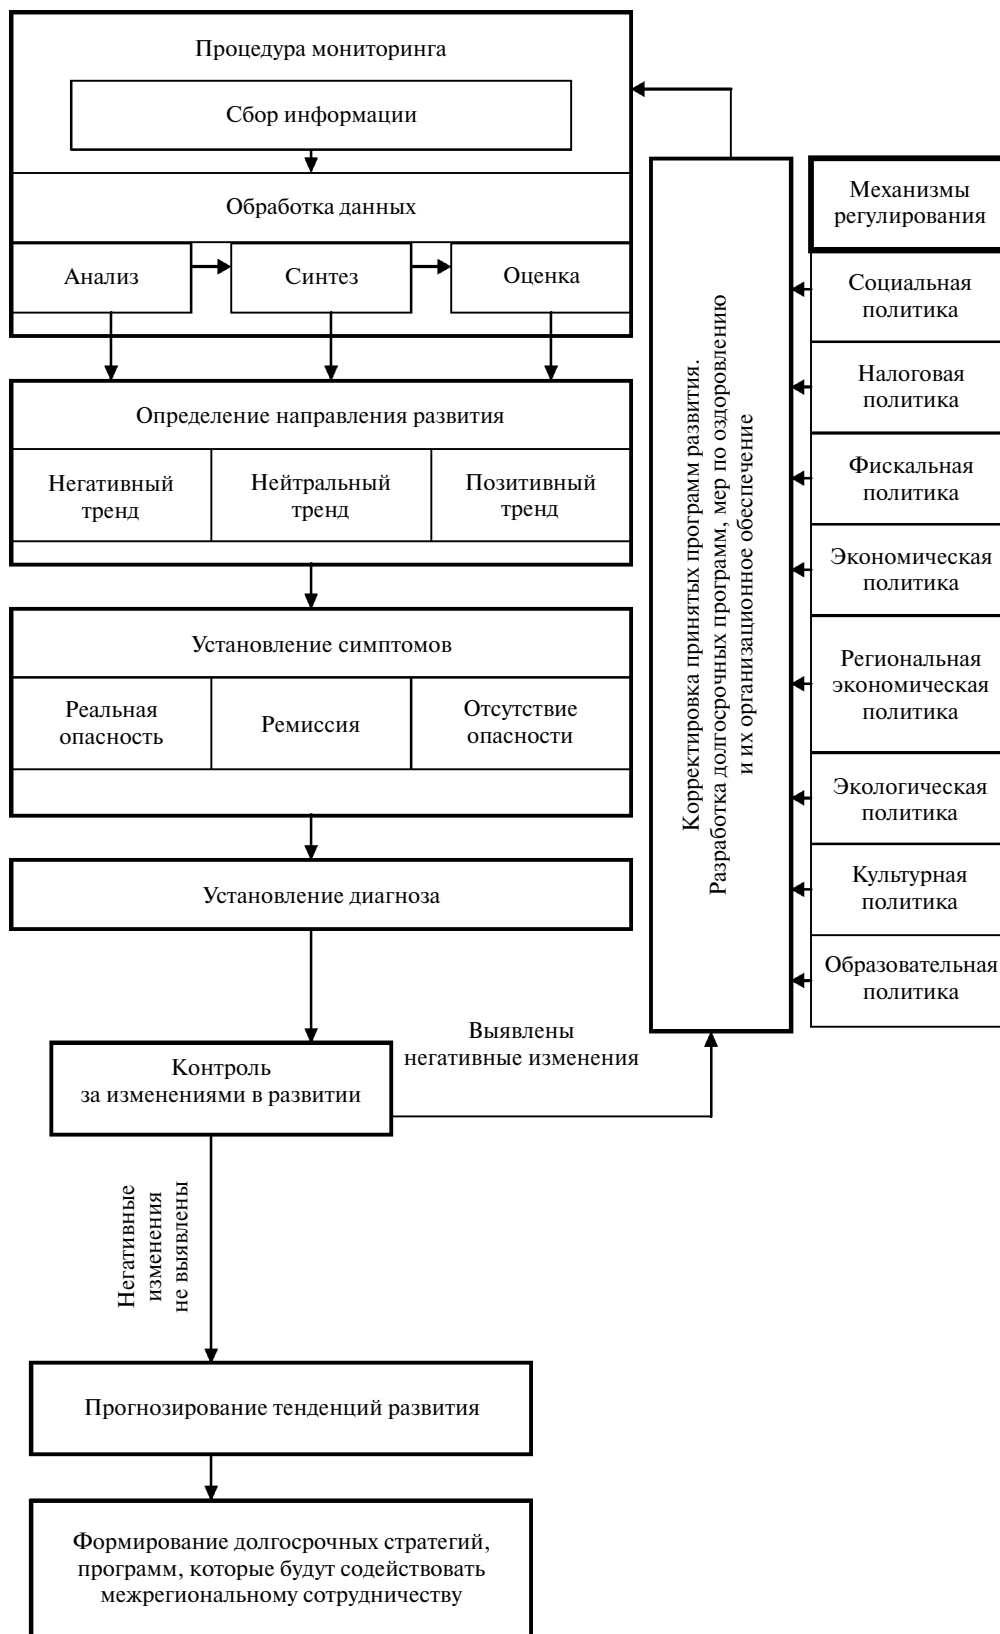 Процедура мониторинга
Сбор информации
Обработка данных
Анализ
Синтез
Оценка
Определение направления развития
Негативный
тренд
Нейтральный
тренд
Позитивный
тренд
Установление симптомов
Реальная
опасность
Ремиссия
Отсутствие
опасности
Установление диагноза
Контроль
за изменениями в развитии
Выявлены
негативные изменения
Негативные
изменения
не выявлены
Прогнозирование тенденций развития
Формирование долгосрочных стратегий,
программ, которые будут содействовать
межрегиональному сотрудничеству
Корректировка принятых программ развития.
Разработка долгосрочных программ, мер по оздоровлению
и их организационное обеспечение
Механизмы
регулирования
Социальная
политика
Налоговая
политика
Фискальная
политика
Экономическая
политика
Региональная
экономическая
политика
Экологическая
политика
Культурная
политика
Образовательная
политика